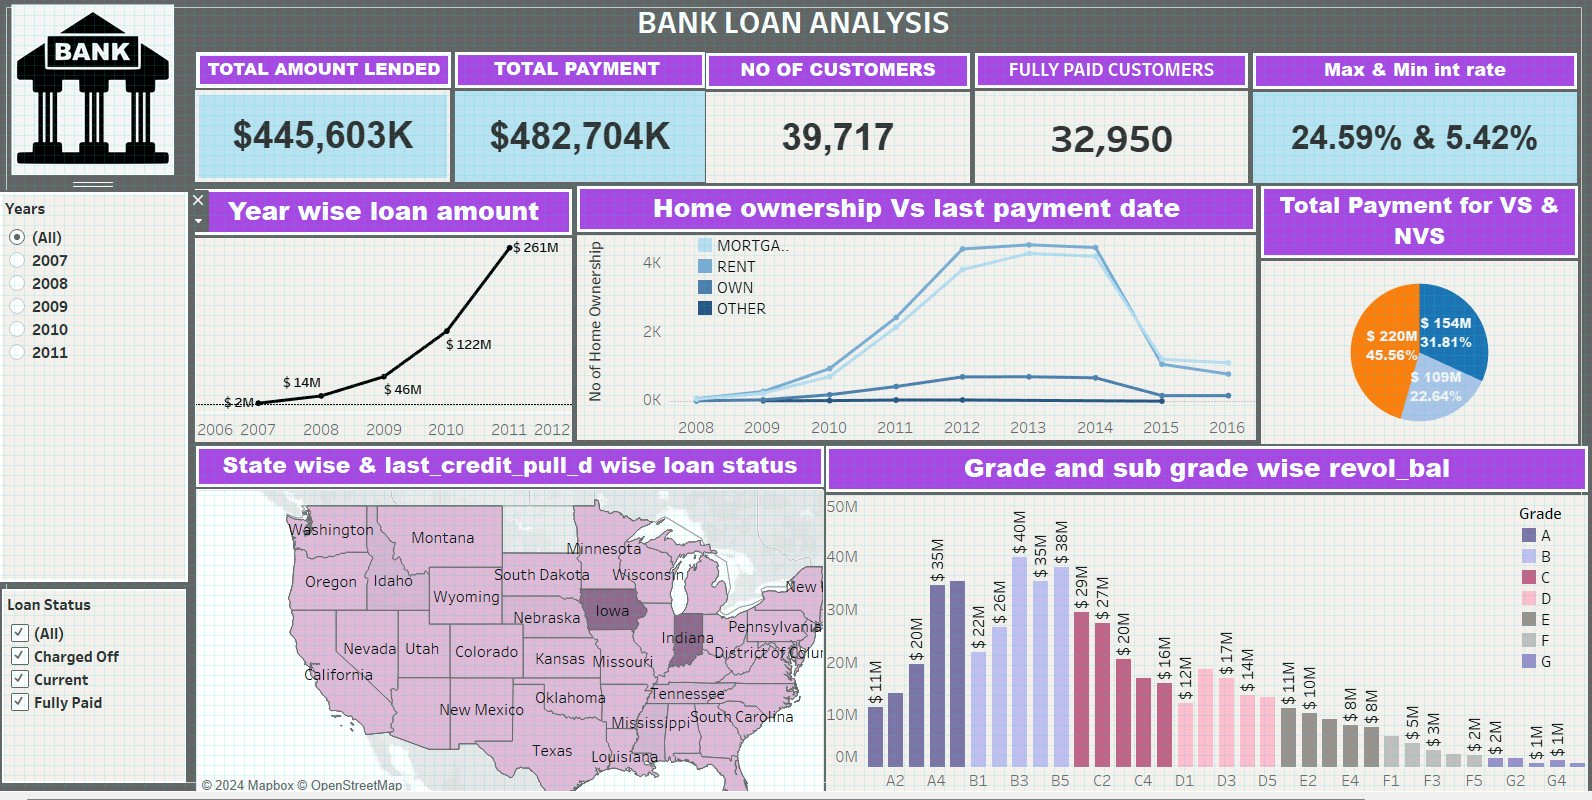 BANK LOAN ANALYSIS
BANK
TOTAL AMOUNT LENDED
$445,603K
TOTAL PAYMENT
$482,704K
NO OF CUSTOMERS
39,717
FULLY PAID CUSTOMERS
32,950
Max & Min int rate
24.59% & 5.42%
Years
(All)
2007
2008
2009
2010
2011
Loan Status
(All)
Charged Off
Current
Fully Paid
Year wise loan amount
$ 261M
$ 122M
$ 46M
$ 14M
$ 2M
2006 2007 2008 2009 2010 2011 2012
Home ownership Vs last payment date
No of Home Ownership
MORTGA..
RENT
OWN
OTHER
4K
2K
0K
2008 2009 2010 2011 2012 2013 2014 2015 2016
Total Payment for VS &
NVS
$ 154M
31.81%
$ 220M
45.56%
$ 109M
22.64%
State wise & last_credit_pull_d wise loan status
Washington
Montana
Minnesota
Oregon
Idaho
South Dakota
Wisconsin
New
Wyoming
Nebraska
Iowa
Pennsylvania
Indiana
Nevada
Utah
Colorado
Kansas
Missouri
District of Colur
California
Tennessee
Oklahoma
New Mexico
Mississippi
South Carolina
Texas
Louisiana
© 2024 Mapbox © OpenStreetMap
Grade and sub grade wise revol_bal
50M
40M
30M
20M
10M
0M
$ 11M
$ 20M
$ 35M
$ 22M
$ 26M
$ 40M
$ 35M
$ 38M
$ 29M
$ 27M
$ 20M
$ 16M
$ 12M
$ 17M
$ 14M
$ 11M
$ 10M
$ 8M
$ 8M
$ 5M
$ 3M
$ 2M
$ 2M
$ 1M
$ 1M
A2 A4 B1 B3 B5 C2 C4 D1 D3 D5 E2 E4 F1 F3 F5 G2 G4
Grade
A
B
C
D
E
F
G